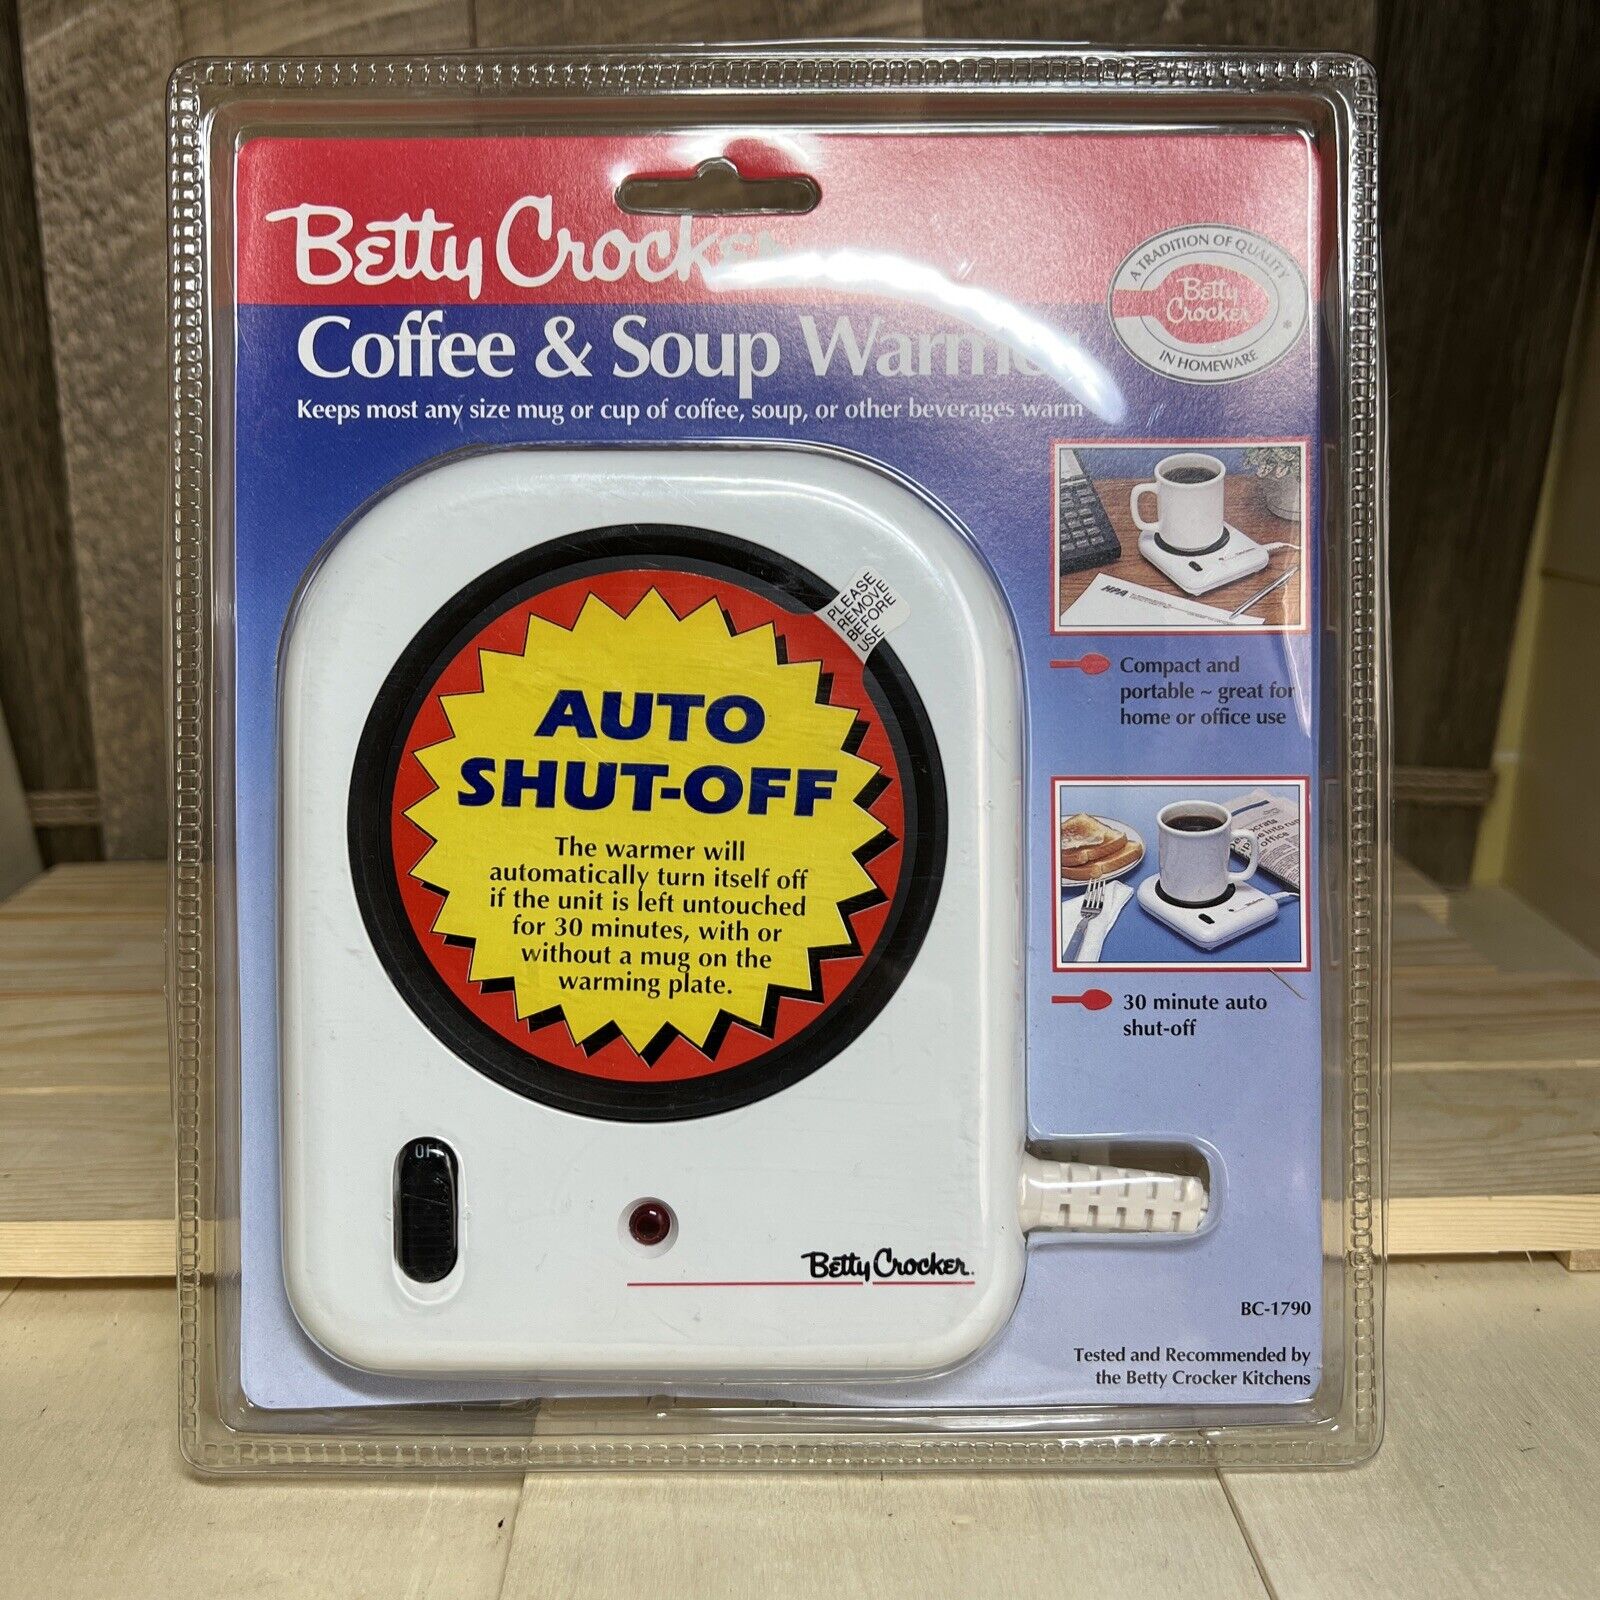 Betty Crocker
Coffee & Soup Warmer
Keeps most any size mug or cup of coffee, soup, or other beverages warm
A TRADITION OF QUALITY
Betty
Crocker
IN HOMEWARE
PLEASE
REMOVE
BEFORE
USE
AUTO
SHUT-OFF
The warmer will
automatically turn itself off
if the unit is left untouched
for 30 minutes, with or
without a mug on the
warming plate.
HPA
Compact and
portable ~ great for
home or office use
office
30 minute auto
shut-off
OFF
Betty Crocker.
BC-1790
Tested and Recommended by
the Betty Crocker Kitchens